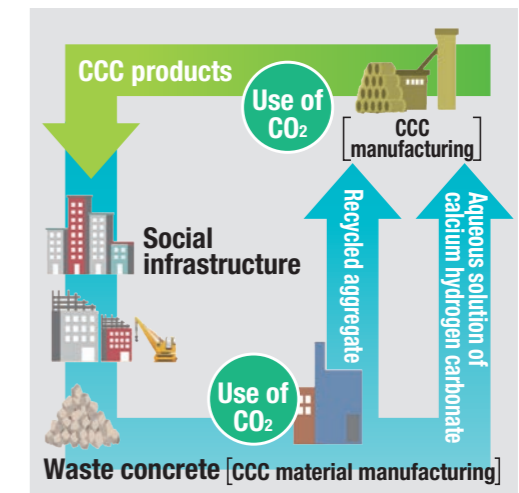 CCC products
Use of
CO₂
[CCC
manufacturing]
Recycled aggregate
Aqueous solution of
calcium hydrogen carbonate
Social
infrastructure
Use of
CO₂
Waste concrete [CCC material manufacturing]